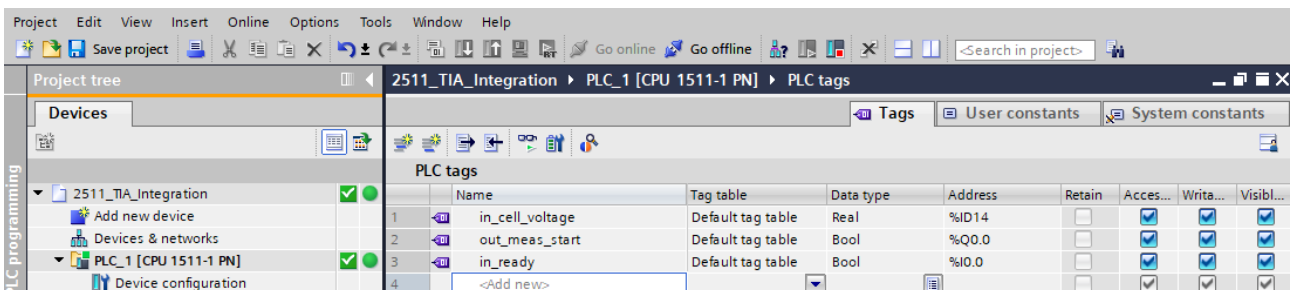 Project Edit View Insert Online Options Tools Window Help
Save project Go online Go offline <Search in project>
Project tree 2511_TIA_Integration PLC_1 [CPU 1511-1 PN] PLC tags
Devices Tags User constants System constants
PLC tags
Name Tag table Data type Address Retain Acces... Writa... Visibl...
2511_TIA_Integration
Add new device 1 in_cell_voltage Default tag table Real %ID14
Devices & networks 2 out_meas_start Default tag table Bool %Q0.0
PLC_1 [CPU 1511-1 PN] 3 in_ready Default tag table Bool %I0.0
Device configuration 4 <Add new>
PLC programming